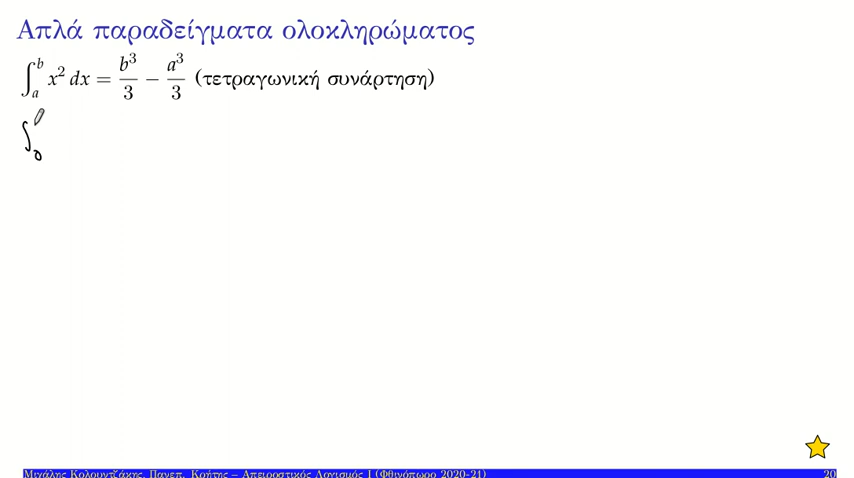 Απλά παραδείγματα ολοκληρώματος
∫_a^b x² dx = b³/3 − a³/3 (τετραγωνική συνάρτηση)
∫_0
Μιχάλης Κολουντζάκης, Πανεπ. Κρήτης – Απειροστικός Λογισμός Ι (Φθινόπωρο 2020-21) 20